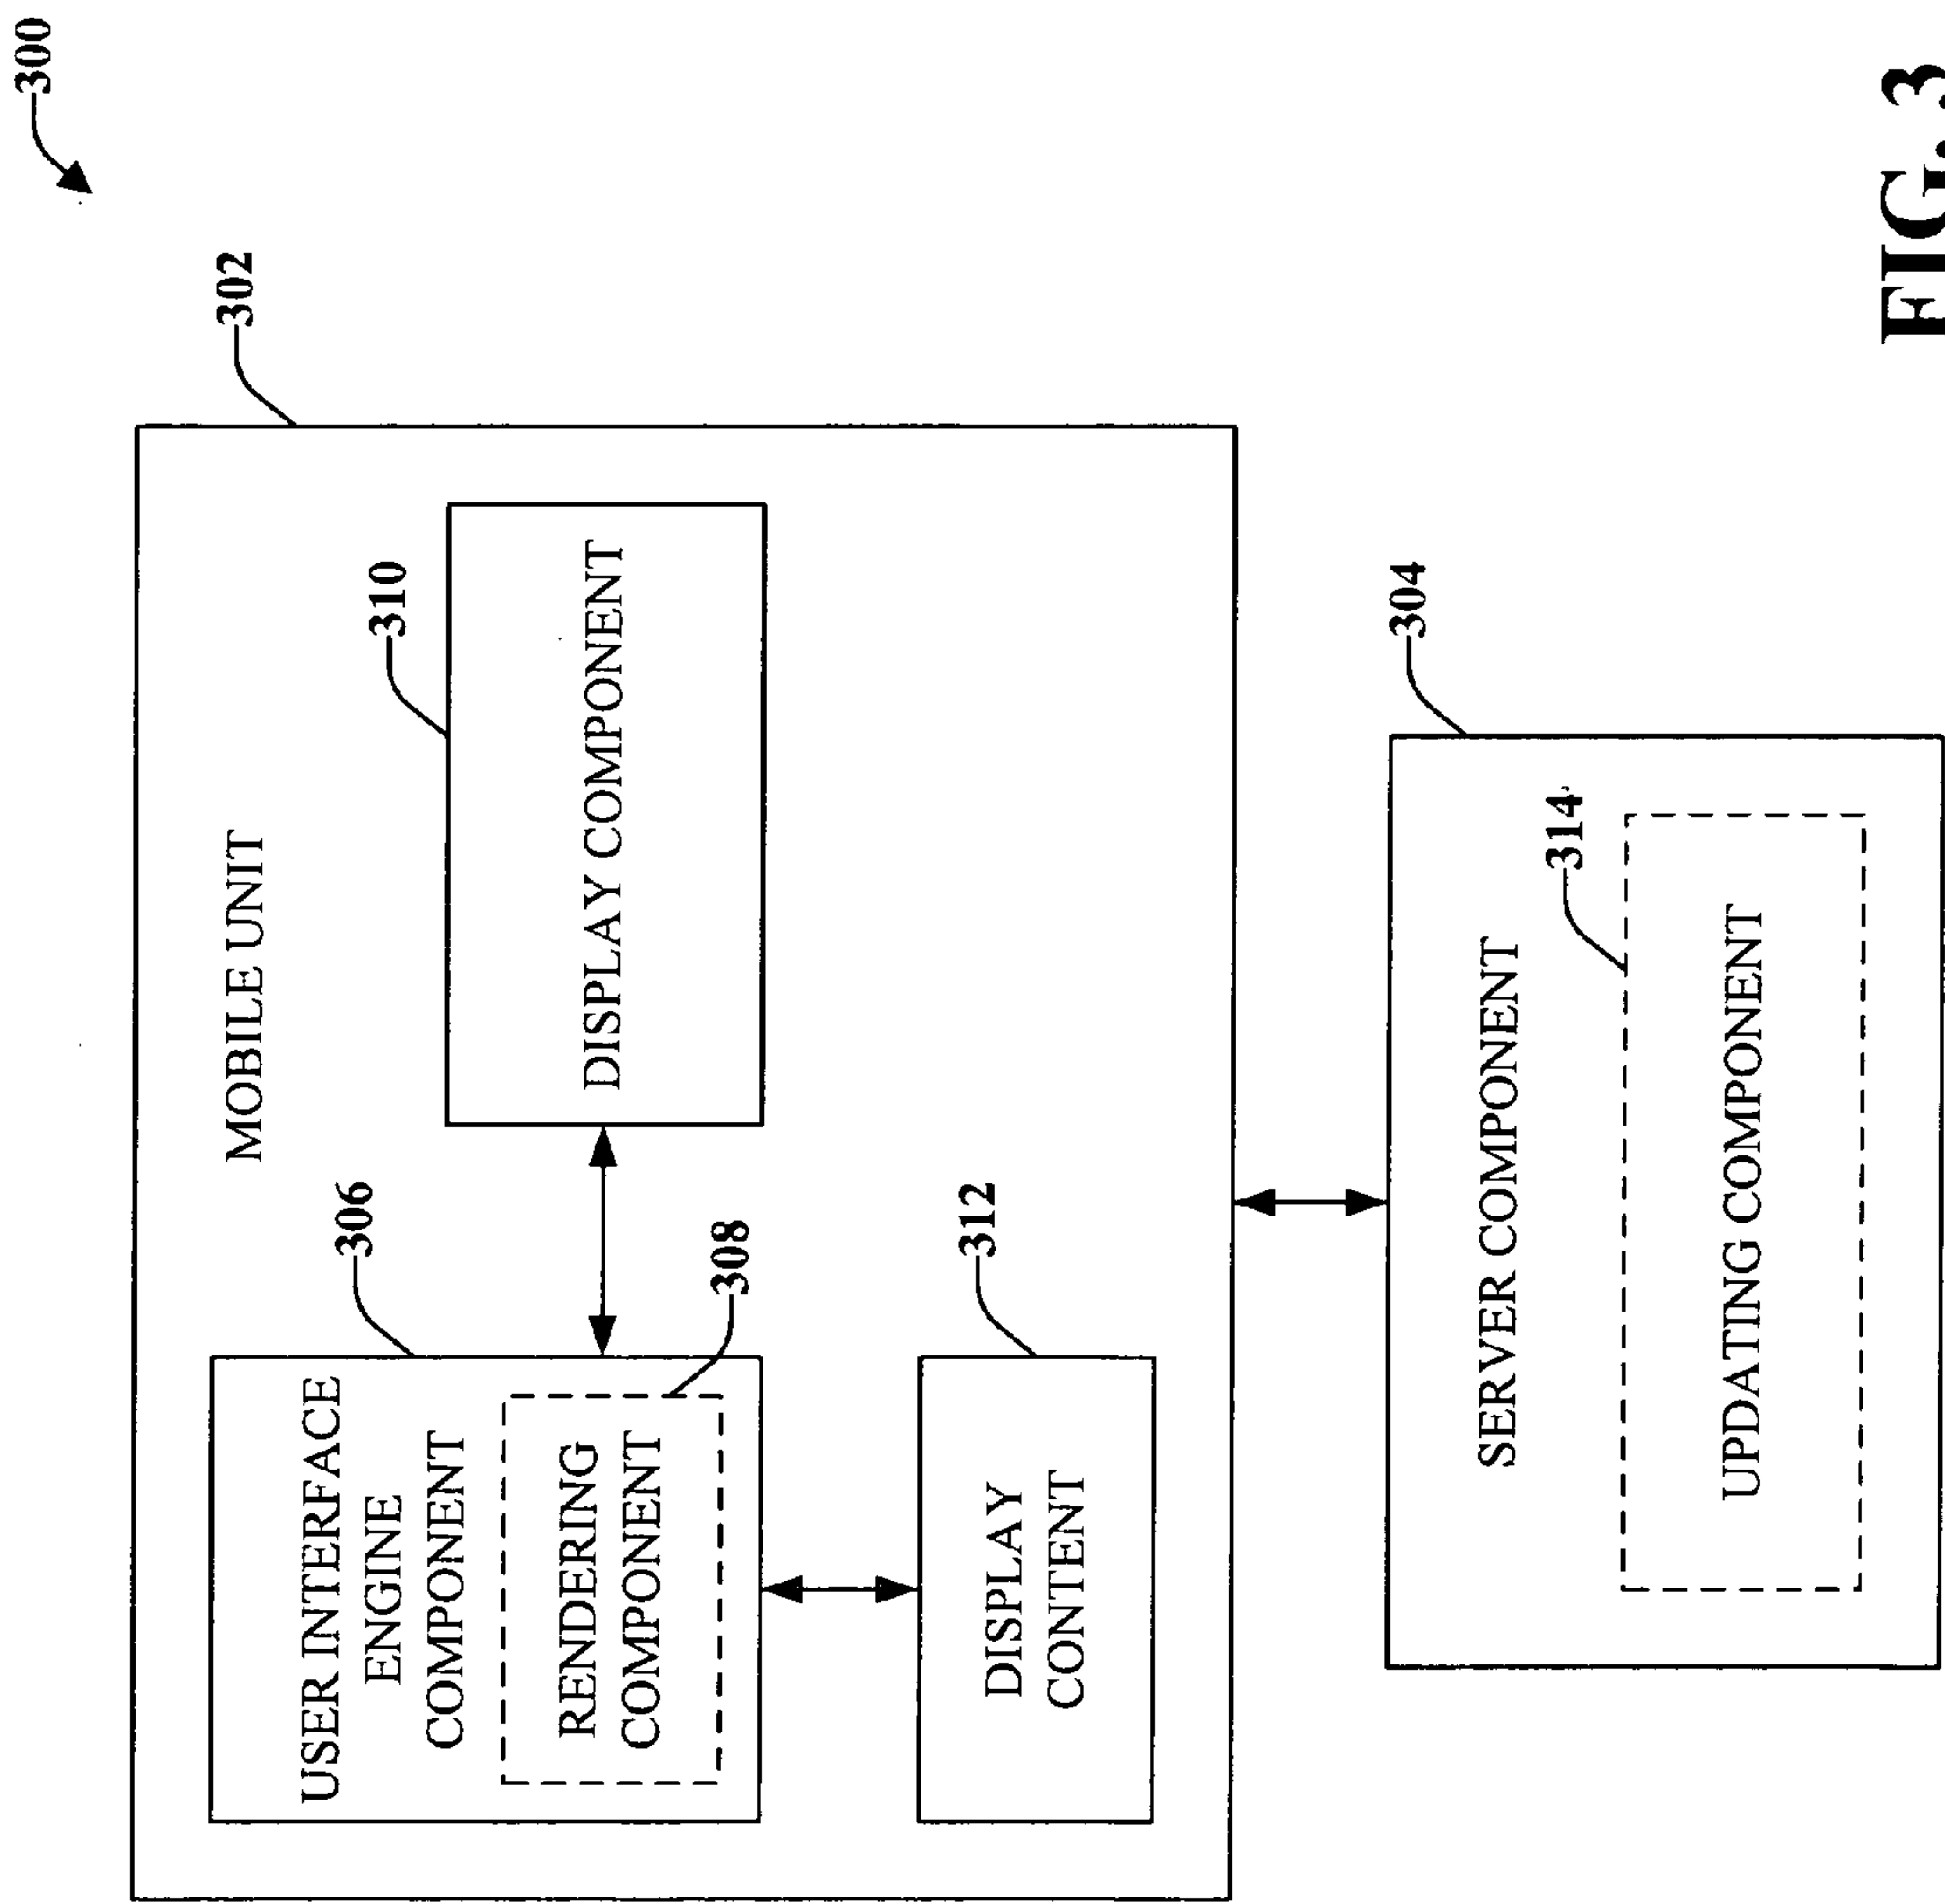 300
302
MOBILE UNIT
306
USER INTERFACE
ENGINE
COMPONENT
308
RENDERING
COMPONENT
310
DISPLAY COMPONENT
312
DISPLAY
CONTENT
304
SERVER COMPONENT
314
UPDATING COMPONENT
FIG. 3